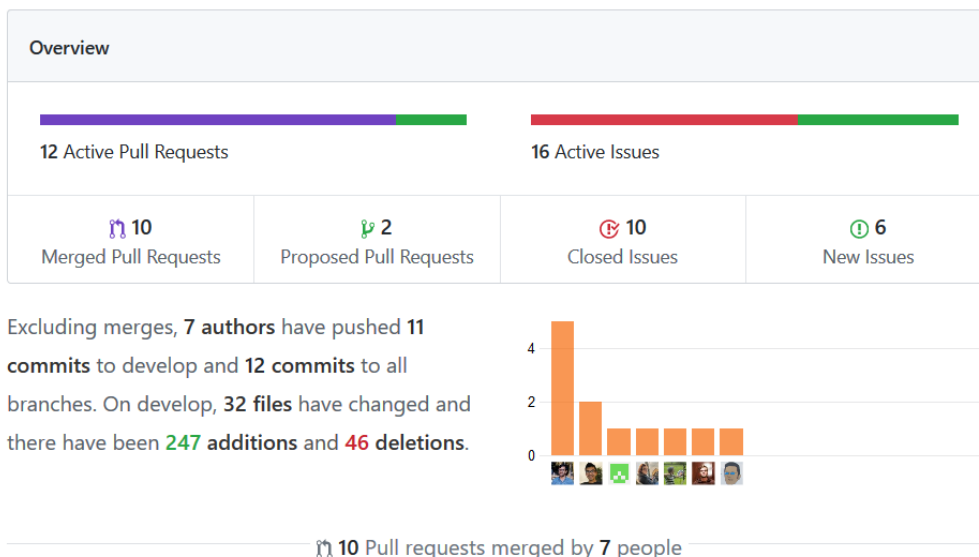 Overview
12 Active Pull Requests
16 Active Issues
10
Merged Pull Requests
2
Proposed Pull Requests
10
Closed Issues
6
New Issues
Excluding merges, 7 authors have pushed 11
commits to develop and 12 commits to all
branches. On develop, 32 files have changed and
there have been 247 additions and 46 deletions.
4
2
0
10 Pull requests merged by 7 people